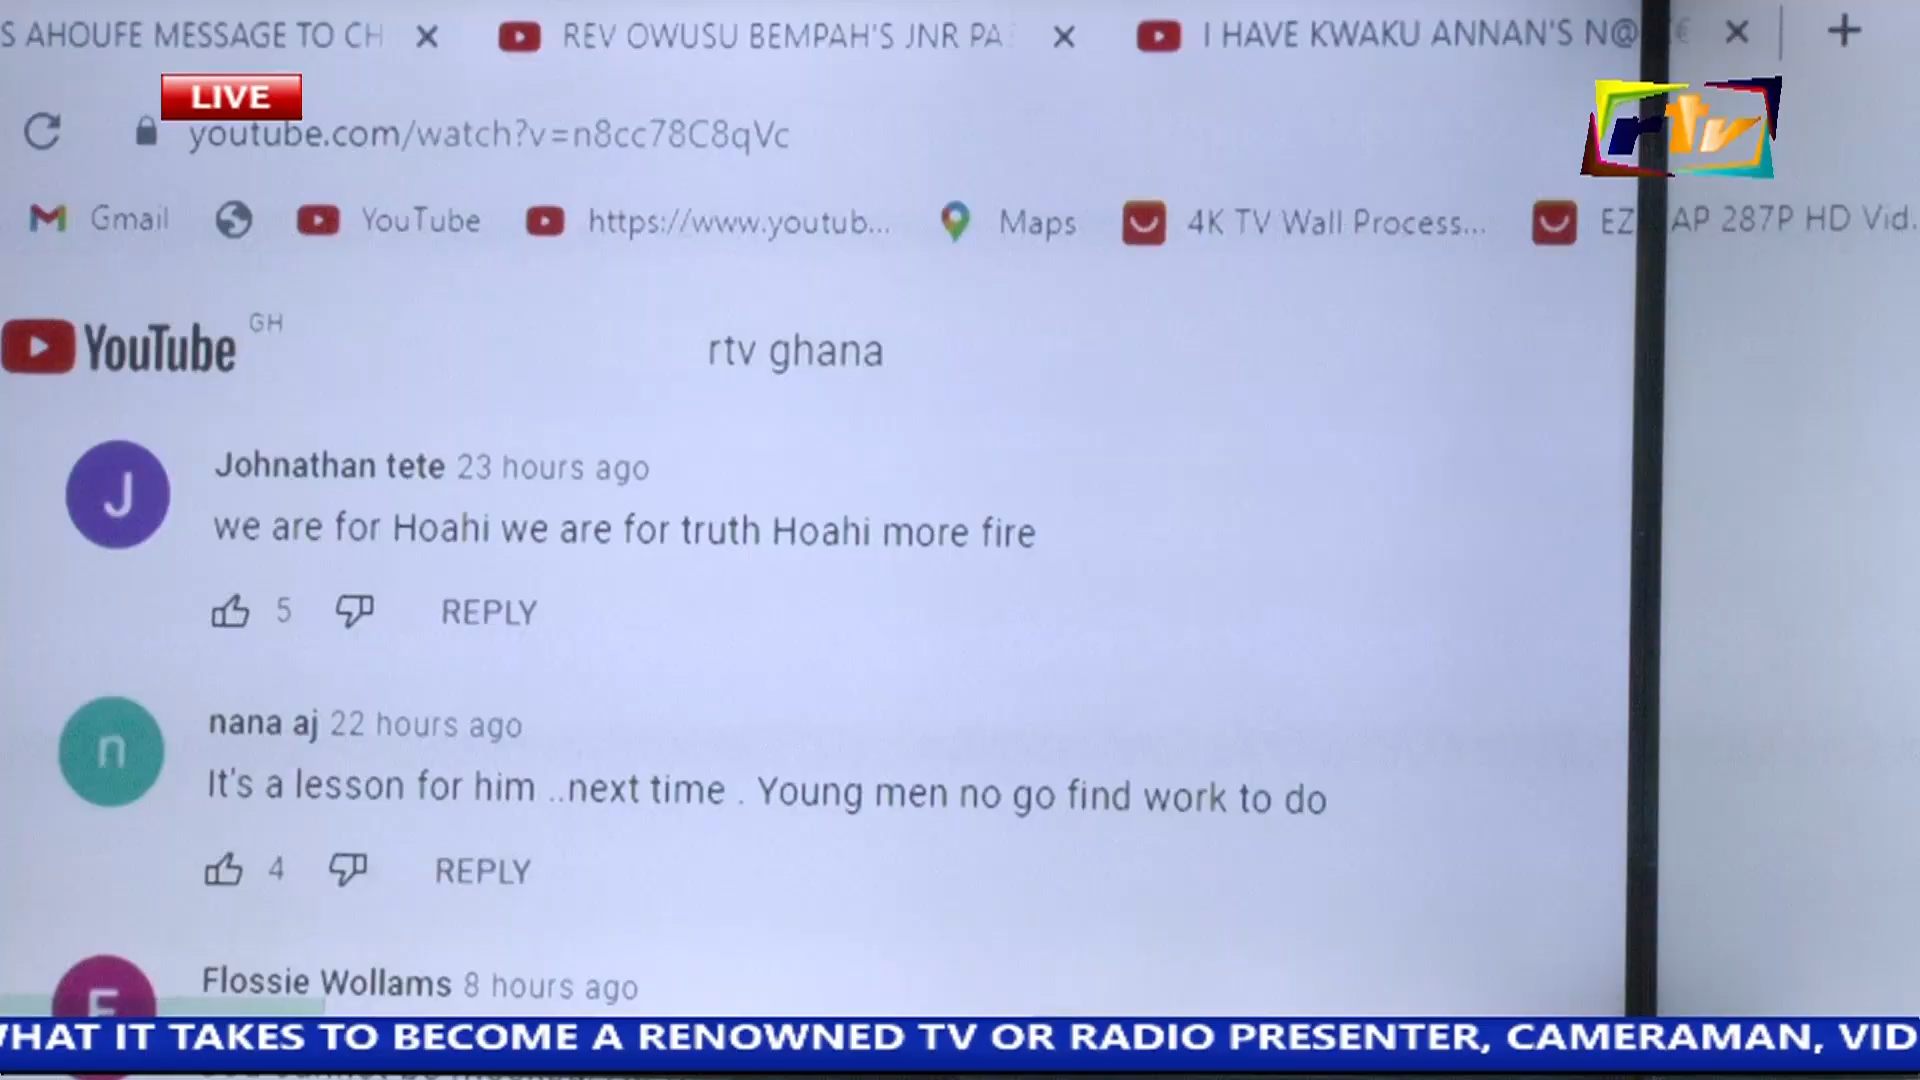 S AHOUFE MESSAGE TO CH
REV OWUSU BEMPAH'S JNR PA
I HAVE KWAKU ANNAN'S N@
LIVE
rtv
youtube.com/watch?v=n8cc78C8qVc
Gmail
YouTube
https://www.youtub...
Maps
4K TV Wall Process...
EZ AP 287P HD Vid.
YouTube GH
rtv ghana
J
Johnathan tete 23 hours ago
we are for Hoahi we are for truth Hoahi more fire
5 REPLY
n
nana aj 22 hours ago
It's a lesson for him ..next time . Young men no go find work to do
4 REPLY
F
Flossie Wollams 8 hours ago
WHAT IT TAKES TO BECOME A RENOWNED TV OR RADIO PRESENTER, CAMERAMAN, VID